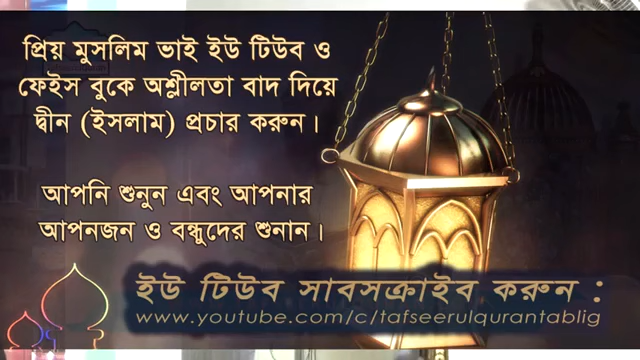 প্রিয় মুসলিম ভাই ইউ টিউব ও
ফেইস বুকে অশ্লীলতা বাদ দিয়ে
দ্বীন (ইসলাম) প্রচার করুন।
আপনি শুনুন এবং আপনার
আপনজন ও বন্ধুদের শুনান।
ইউ টিউব সাবসক্রাইব করুন :
www.youtube.com/c/tafseerulqurantablig